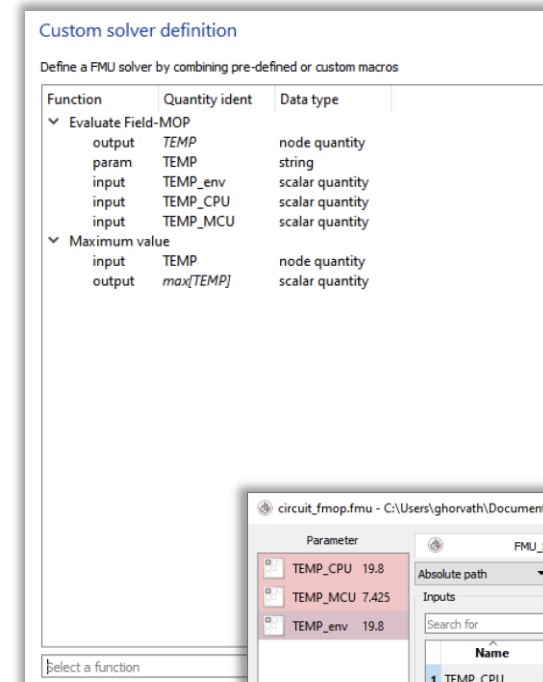 Custom solver definition
Define a FMU solver by combining pre-defined or custom macros
Function Quantity ident Data type
Evaluate Field-MOP
output TEMP node quantity
param TEMP string
input TEMP_env scalar quantity
input TEMP_CPU scalar quantity
input TEMP_MCU scalar quantity
Maximum value
input TEMP node quantity
output max[TEMP] scalar quantity
Select a function
circuit_fmop.fmu - C:\Users\ghorvath\Document
Parameter
TEMP_CPU 19.8
TEMP_MCU 7.425
TEMP_env 19.8
FMU_
Absolute path
Inputs
Search for
Name
1 TEMP_CPU